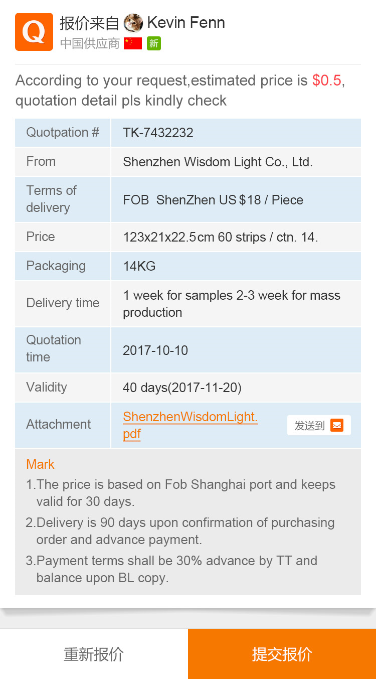 Q 报价来自 Kevin Fenn
中国供应商 新
According to your request,estimated price is $0.5,
quotation detail pls kindly check
Quotpation # TK-7432232
From Shenzhen Wisdom Light Co., Ltd.
Terms of
delivery FOB ShenZhen US $18 / Piece
Price 123x21x22.5cm 60 strips / ctn. 14.
Packaging 14KG
Delivery time 1 week for samples 2-3 week for mass
production
Quotation
time 2017-10-10
Validity 40 days(2017-11-20)
Attachment ShenzhenWisdomLight.
pdf 发送到
Mark
1.The price is based on Fob Shanghai port and keeps
valid for 30 days.
2.Delivery is 90 days upon confirmation of purchasing
order and advance payment.
3.Payment terms shall be 30% advance by TT and
balance upon BL copy.
重新报价 提交报价